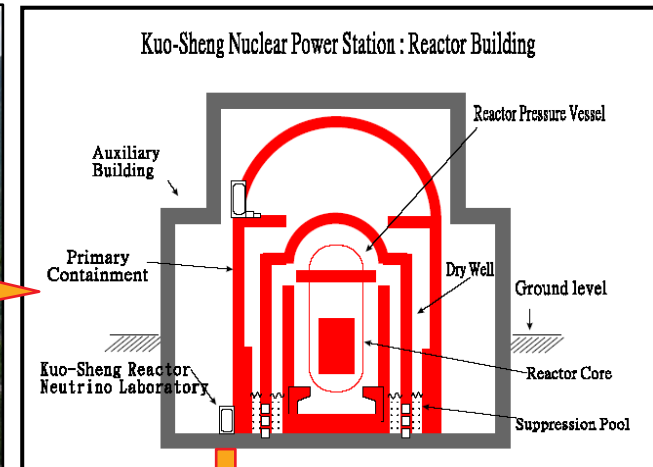 Kuo-Sheng Nuclear Power Station : Reactor Building
Reactor Pressure Vessel
Auxiliary
Building
Primary
Containment
Dry Well
Ground level
Kuo-Sheng Reactor
Neutrino Laboratory
Reactor Core
Suppression Pool